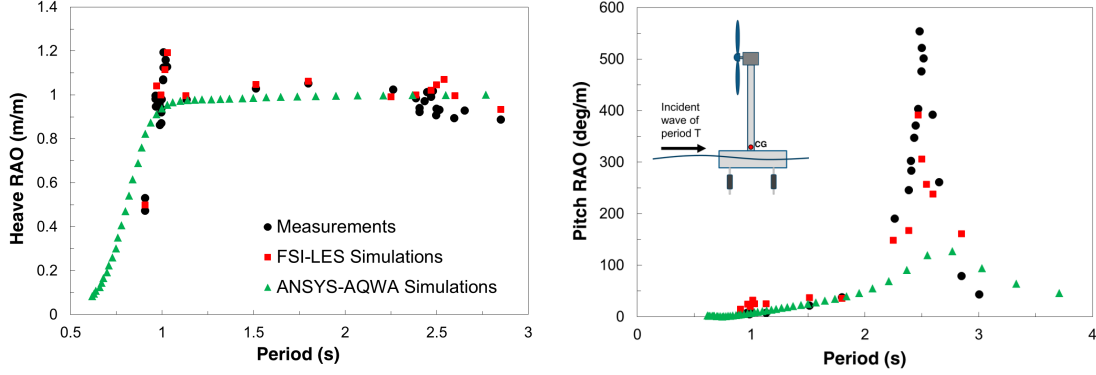 Heave RAO (m/m)
1.4
1.2
1
0.8
0.6
0.4
0.2
0
0.5
1
1.5
2
2.5
3
Period (s)
Measurements
FSI-LES Simulations
ANSYS-AQWA Simulations
Pitch RAO (deg/m)
600
500
400
300
200
100
0
0
1
2
3
4
Period (s)
Incident
wave of
period T
CG